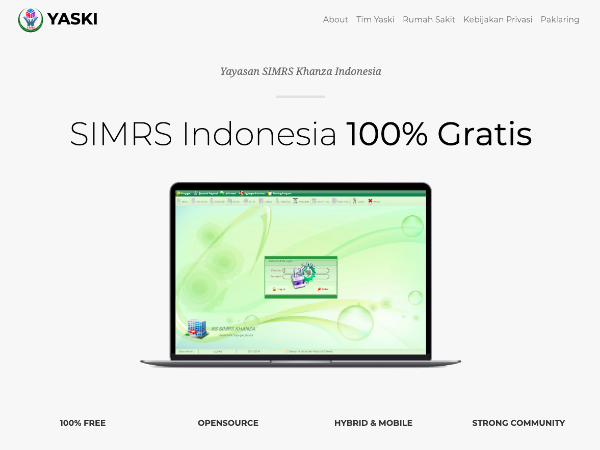 YASKI
About Tim Yaski Rumah Sakit Kebijakan Privasi Paklaring
Yayasan SIMRS Khanza Indonesia
SIMRS Indonesia 100% Gratis
SIMRS KHANZA
100% FREE
OPENSOURCE
HYBRID & MOBILE
STRONG COMMUNITY